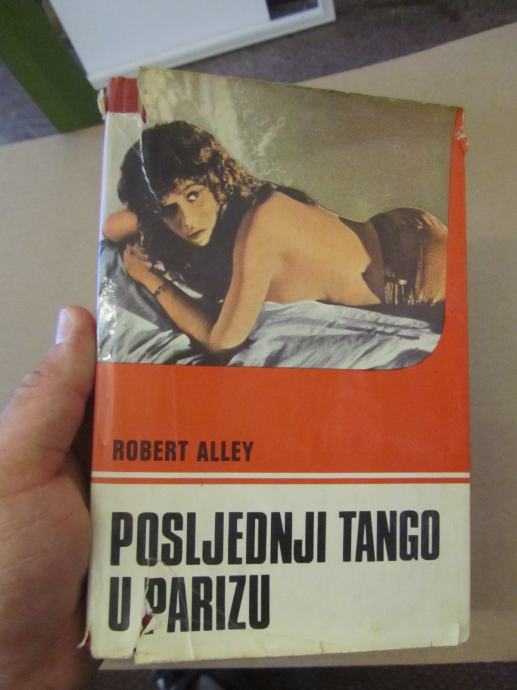 ROBERT ALLEY
POSLJEDNJI TANGO
U PARIZU